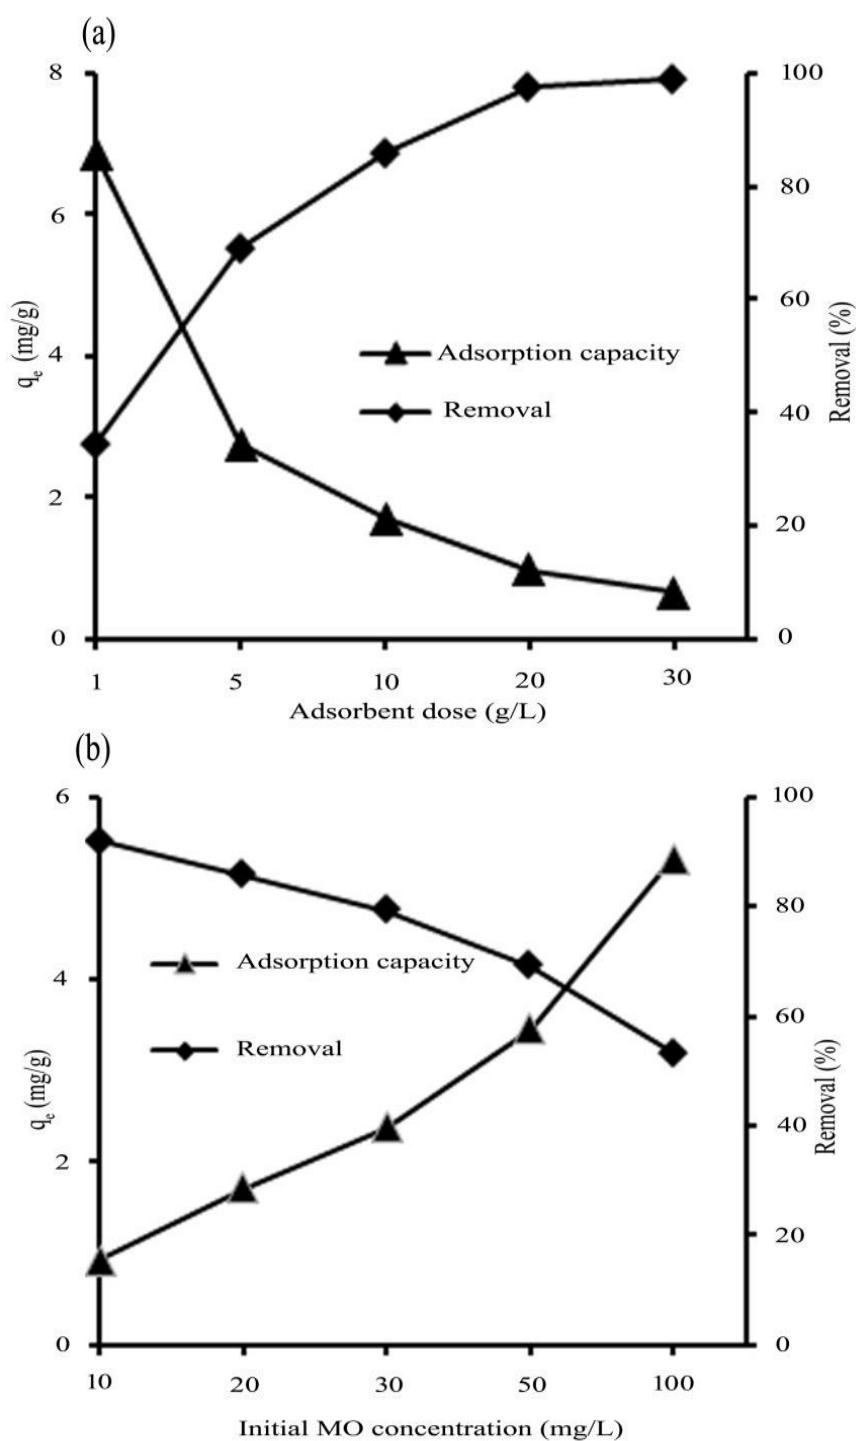 (a)
8
6
4
2
0
qe (mg/g)
100
80
60
40
20
0
Removal (%)
Adsorption capacity
Removal
1 5 10 20 30
Adsorbent dose (g/L)
(b)
6
4
2
0
qe (mg/g)
100
80
60
40
20
0
Removal (%)
Adsorption capacity
Removal
10 20 30 50 100
Initial MO concentration (mg/L)